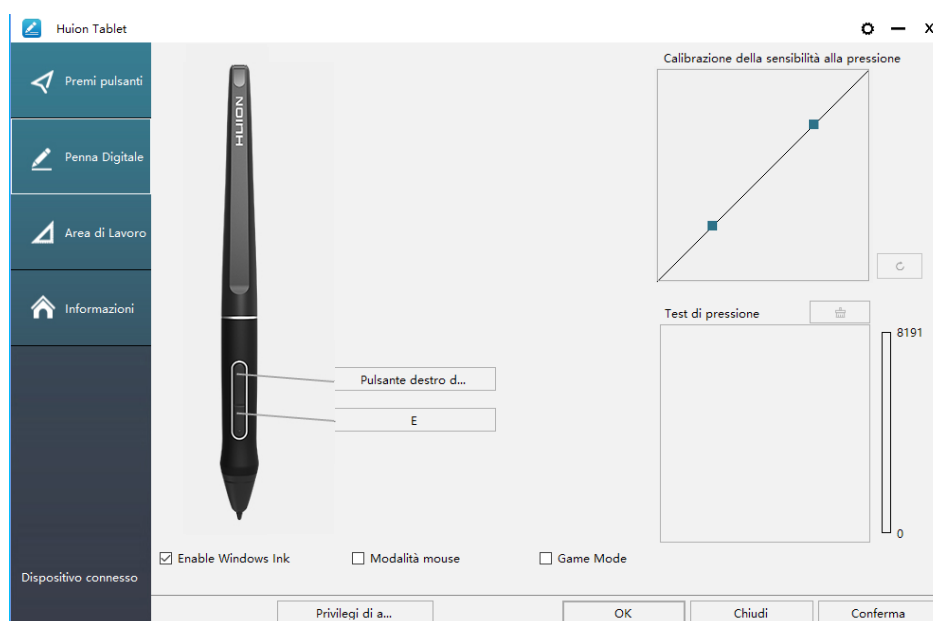 Huion Tablet
X
Premi pulsanti
Penna Digitale
Area di Lavoro
Informazioni
Dispositivo connesso
HUION
Pulsante destro d...
E
Enable Windows Ink
Modalità mouse
Game Mode
Calibrazione della sensibilità alla pressione
Test di pressione
8191
0
Privilegi di a...
OK
Chiudi
Conferma